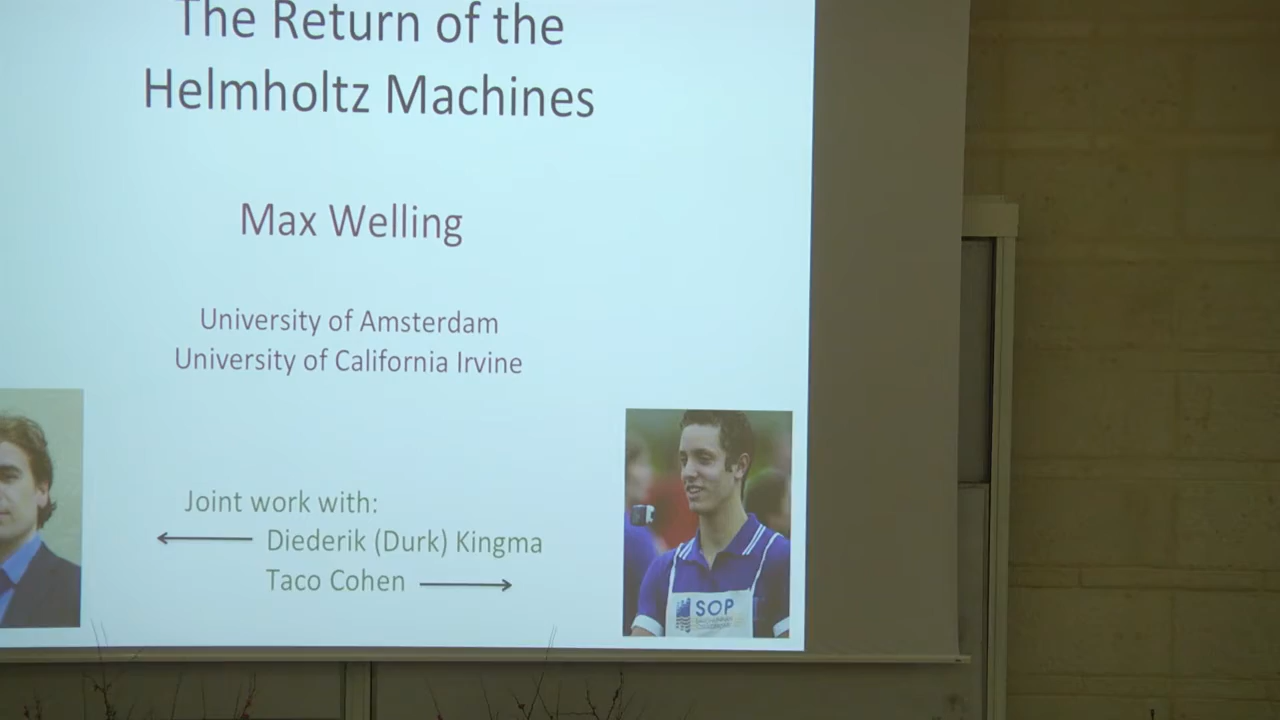 The Return of the
Helmholtz Machines
Max Welling
University of Amsterdam
University of California Irvine
Joint work with:
Diederik (Durk) Kingma
Taco Cohen
SOP